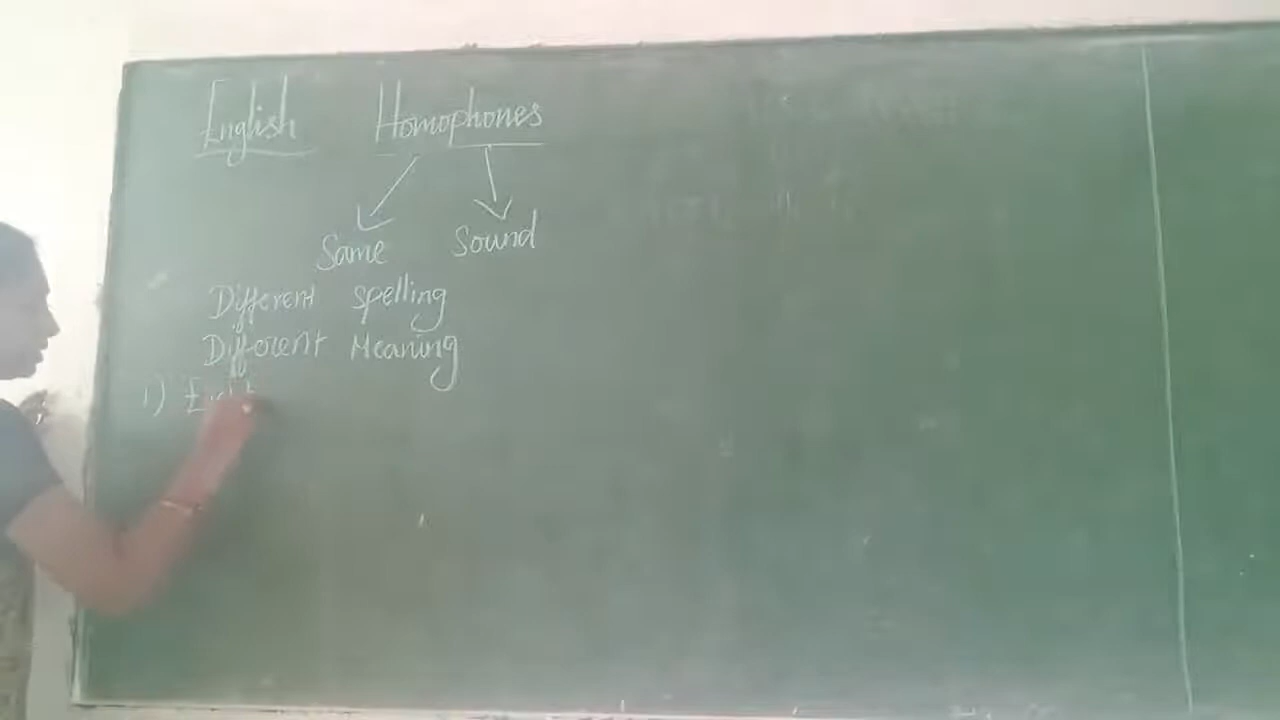 English Homophones
Same Sound
Different spelling
Different Meaning
1)